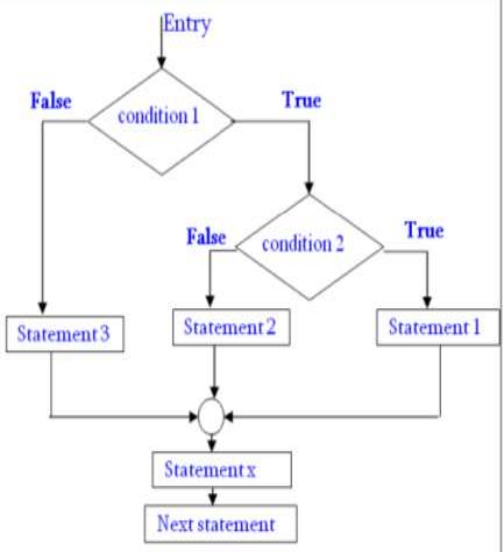 Entry
False
True
condition 1
False
True
condition 2
Statement 3
Statement 2
Statement 1
Statement x
Next statement